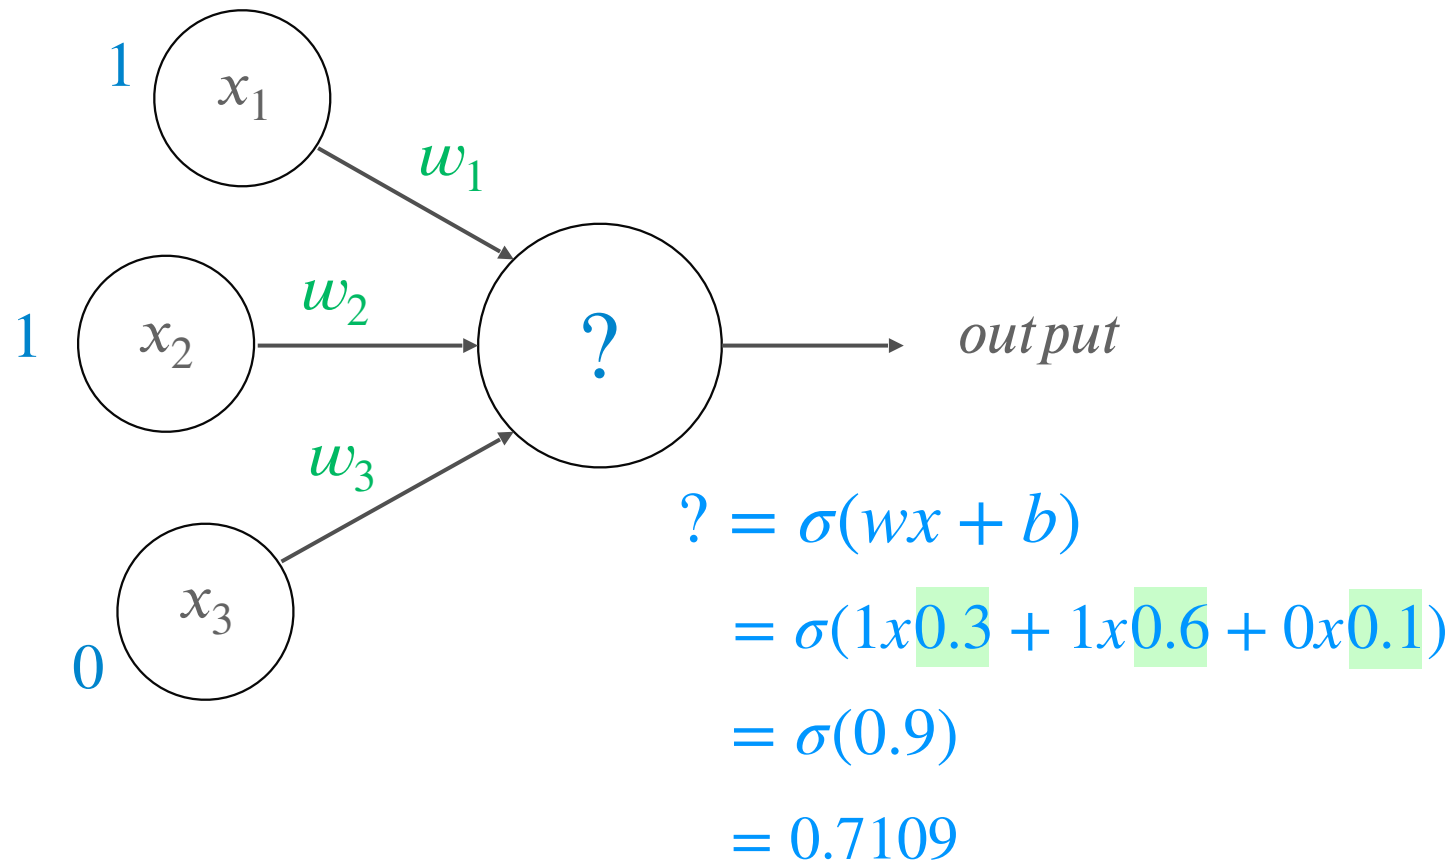 1
x₁
w₁
1
x₂
w₂
?
output
w₃
x₃
0
? = σ(wx + b)
= σ(1x0.3 + 1x0.6 + 0x0.1)
= σ(0.9)
= 0.7109